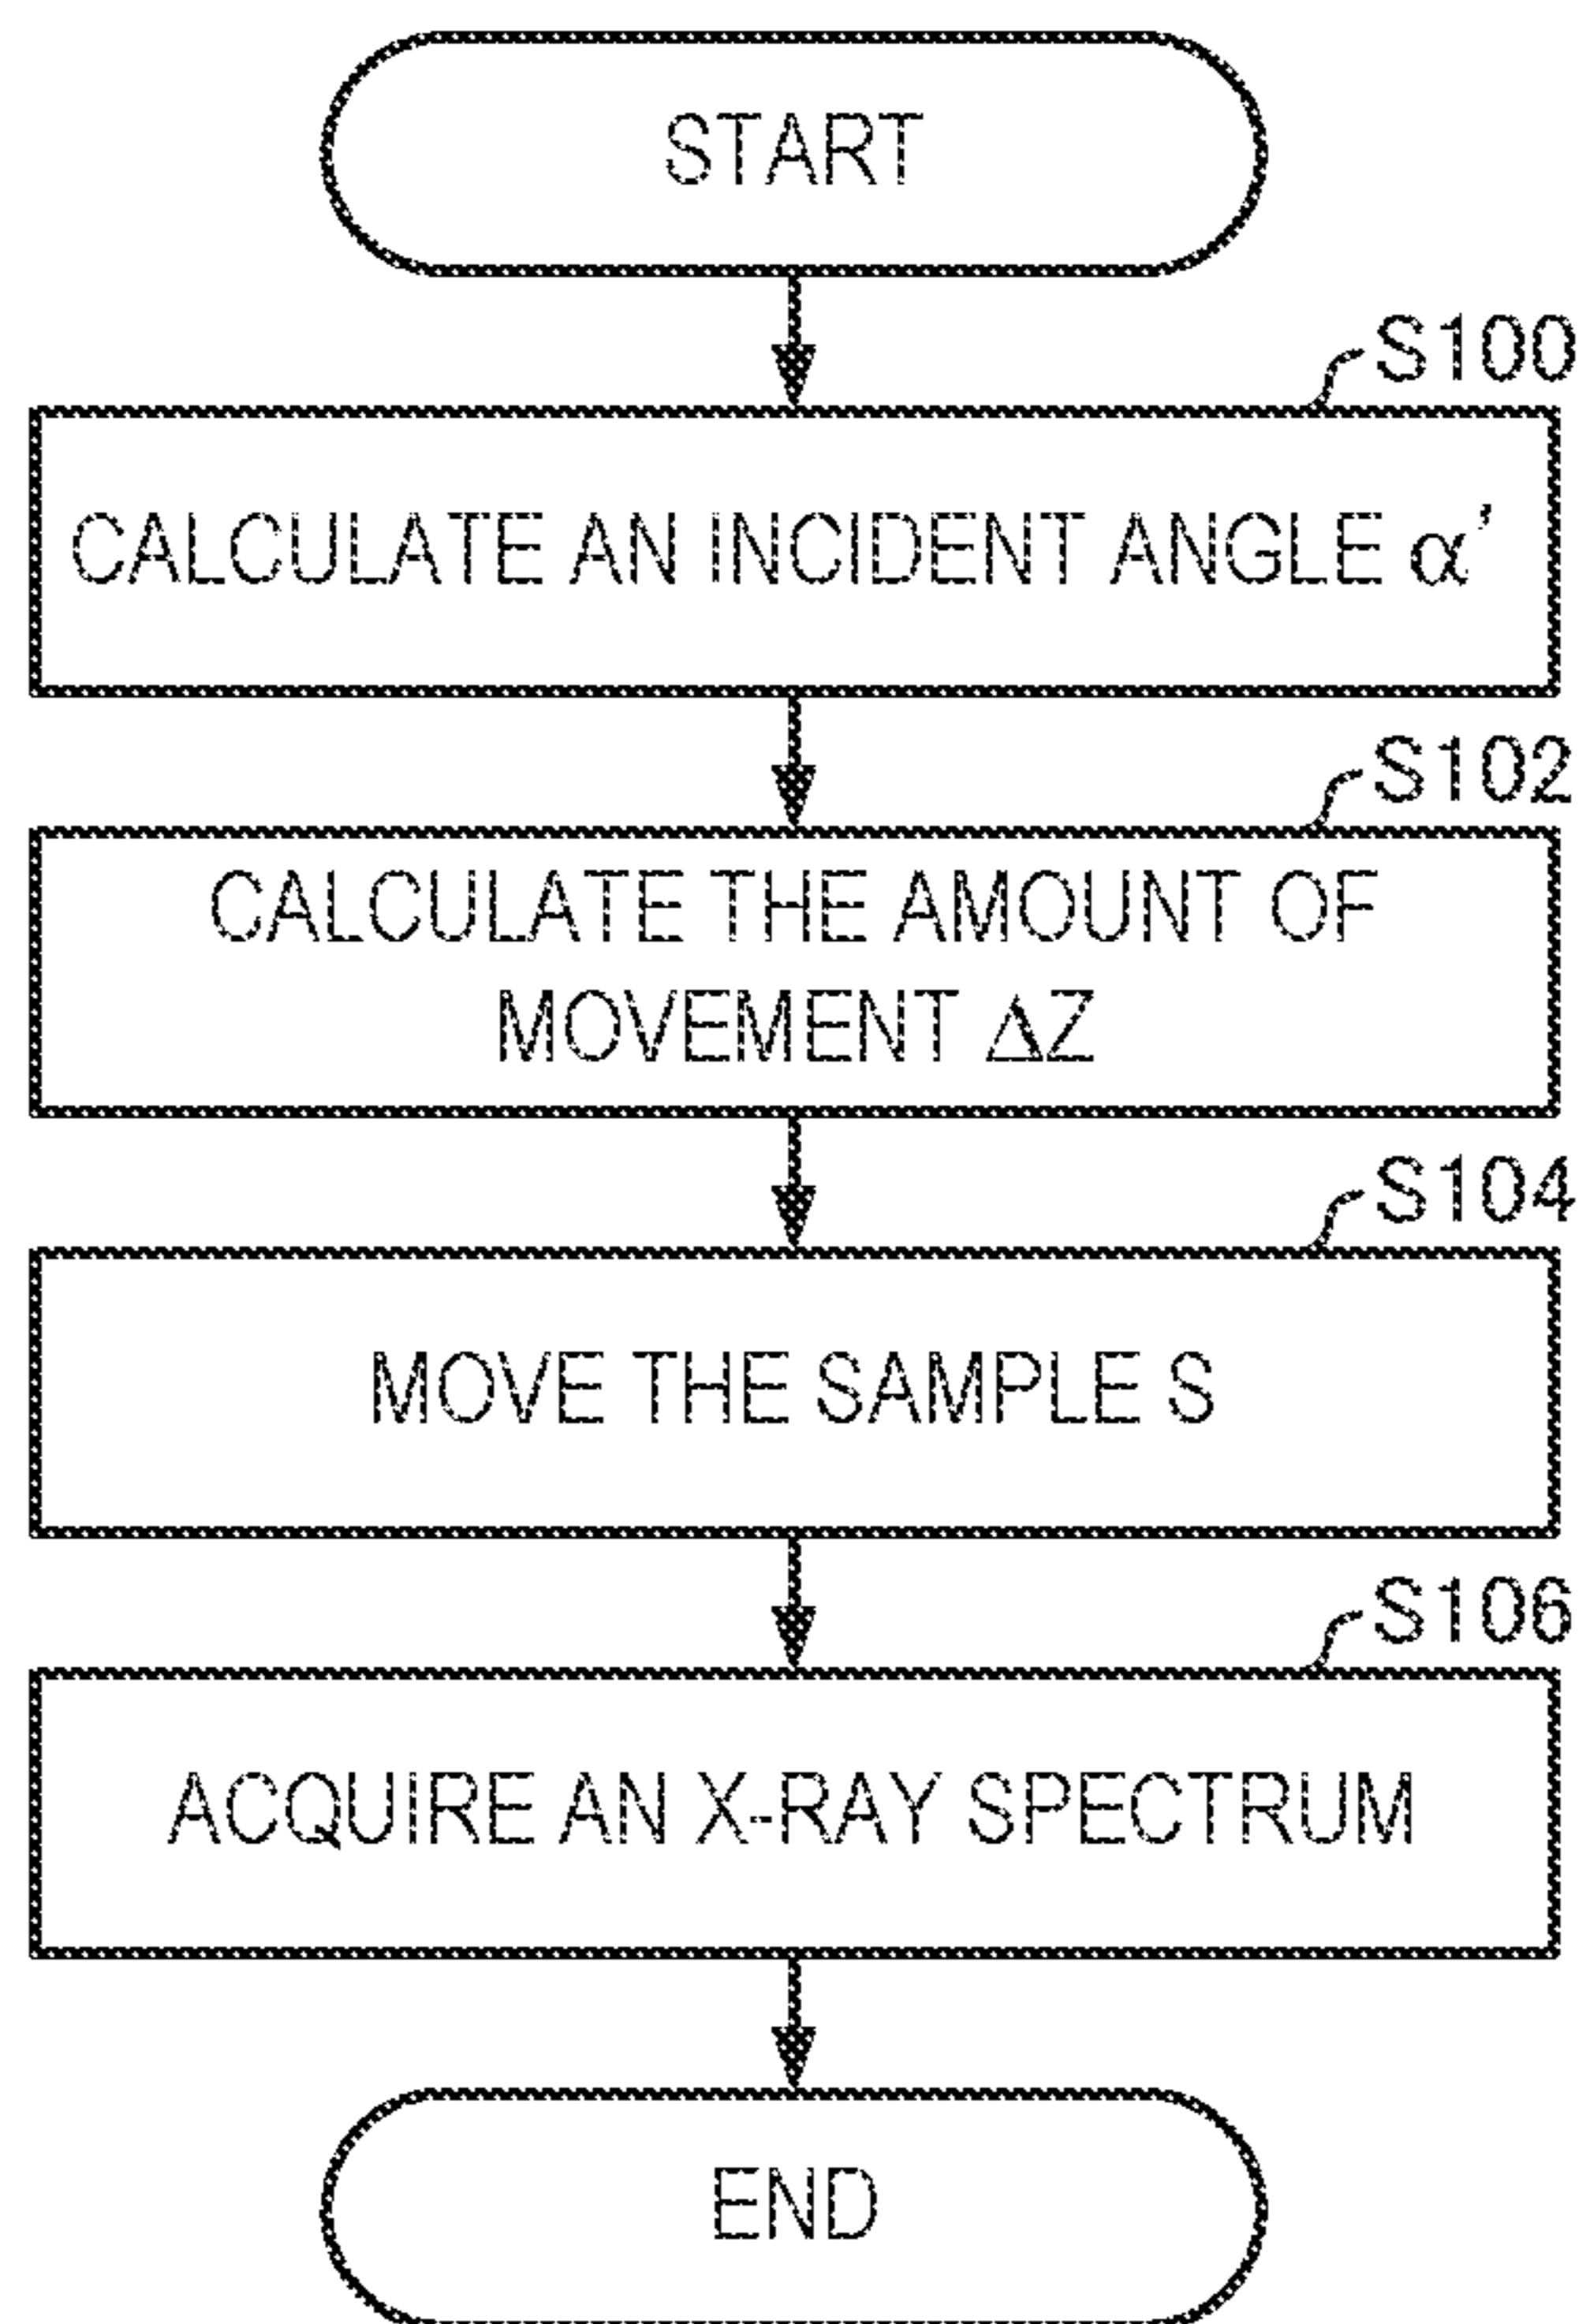 START
S100
CALCULATE AN INCIDENT ANGLE α'
S102
CALCULATE THE AMOUNT OF
MOVEMENT ΔZ
S104
MOVE THE SAMPLE S
S106
ACQUIRE AN X-RAY SPECTRUM
END